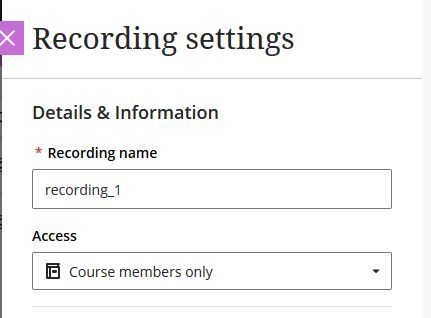 Recording settings
Details & Information
* Recording name
recording_1
Access
Course members only